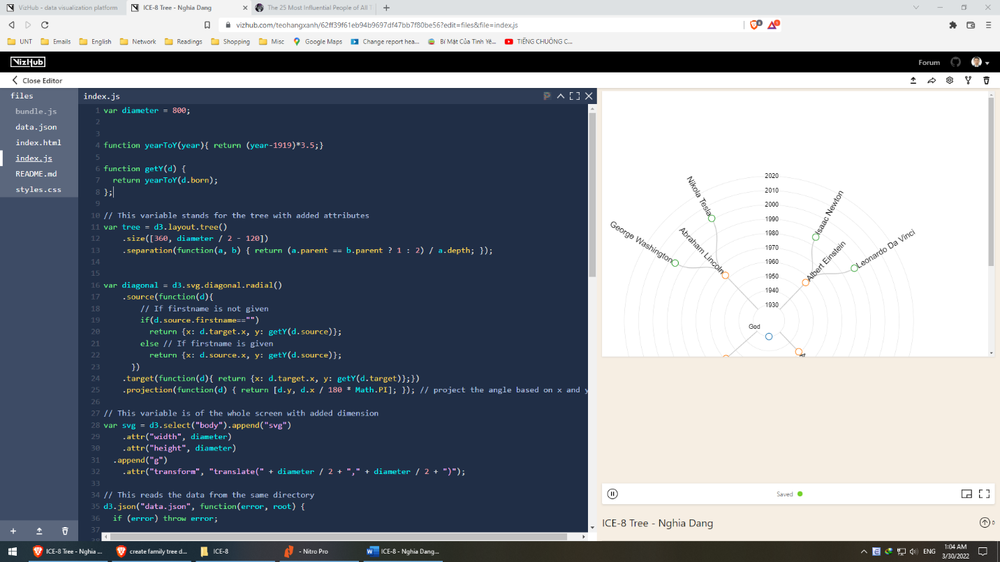 VizHub - data visualization platform
ICE-8 Tree - Nghia Dang
The 25 Most Influential People of All T
vizhub.com/teohangxanh/62ff39f61eb94b9697df47bb7f80be56?edit=files&file=index.js
UNT
Emails
English
Network
Readings
Shopping
Misc
Google Maps
Change report hea...
Bí Mật Của Tình Yê...
TIẾNG CHUÔNG C...
VizHub
Forum
Close Editor
files
bundle.js
data.json
index.html
index.js
README.md
styles.css
index.js
1 var diameter = 800;
2
3
4 function yearToY(year){ return (year-1919)*3.5;}
5
6 function getY(d) {
7   return yearToY(d.born);
8 };
9
10 // This variable stands for the tree with added attributes
11 var tree = d3.layout.tree()
12     .size([360, diameter / 2 - 120])
13     .separation(function(a, b) { return (a.parent == b.parent ? 1 : 2) / a.depth; });
14
15
16 var diagonal = d3.svg.diagonal.radial()
17     .source(function(d){
18         // If firstname is not given
19         if(d.source.firstname=="")
20           return {x: d.target.x, y: getY(d.source)};
21         else // If firstname is given
22           return {x: d.source.x, y: getY(d.source)};
23       })
24     .target(function(d){ return {x: d.target.x, y: getY(d.target)};})
25     .projection(function(d) { return [d.y, d.x / 180 * Math.PI]; }); // project the angle based on x and y
26
27 // This variable is of the whole screen with added dimension
28 var svg = d3.select("body").append("svg")
29     .attr("width", diameter)
30     .attr("height", diameter)
31   .append("g")
32     .attr("transform", "translate(" + diameter / 2 + "," + diameter / 2 + ")");
33
34 // This reads the data from the same directory
35 d3.json("data.json", function(error, root) {
36   if (error) throw error;
37
2020
2010
2000
1990
1980
1970
1960
1950
1940
1930
Nikola Tesla
Isaac Newton
George Washington
Abraham Lincoln
Albert Einstein
Leonardo Da Vinci
God
Saved
ICE-8 Tree - Nghia Dang
0
ICE-8 Tree - Nghia ...
create family tree d...
ICE-8
- Nitro Pro
ICE-8 - Nghia Dang...
ENG
1:04 AM
3/30/2022